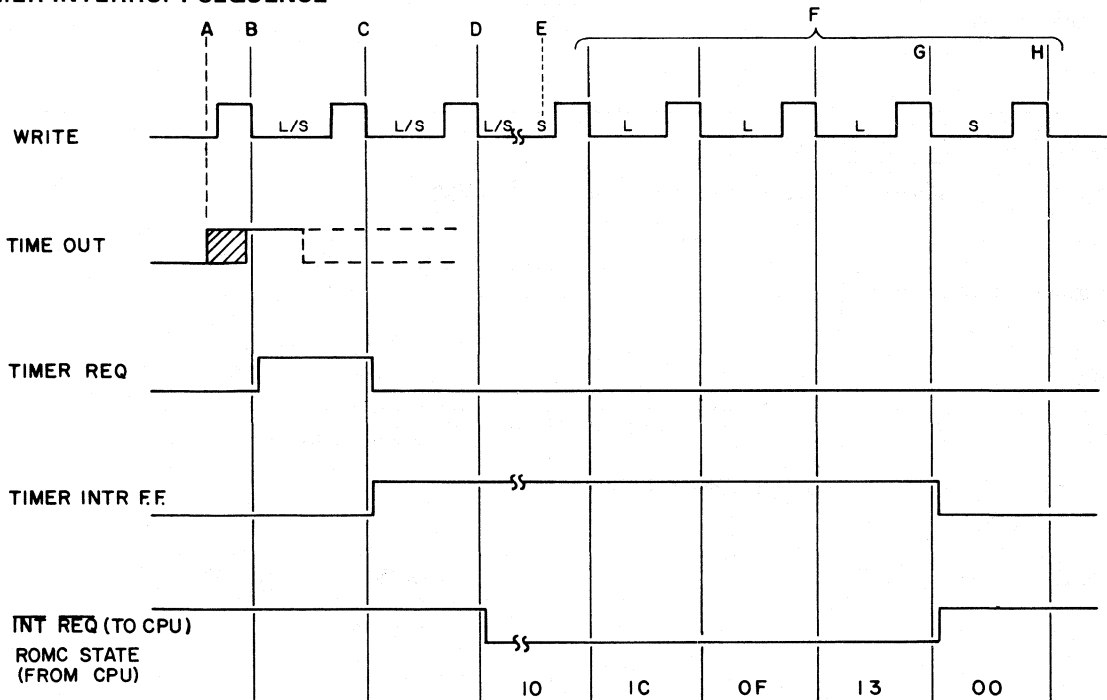 A B C D E F G H
WRITE L/S L/S L/S S L L L S
TIME OUT
TIMER REQ
TIMER INTR F.F.
INT REQ (TO CPU)
ROMC STATE
(FROM CPU) 10 1C 0F 13 00